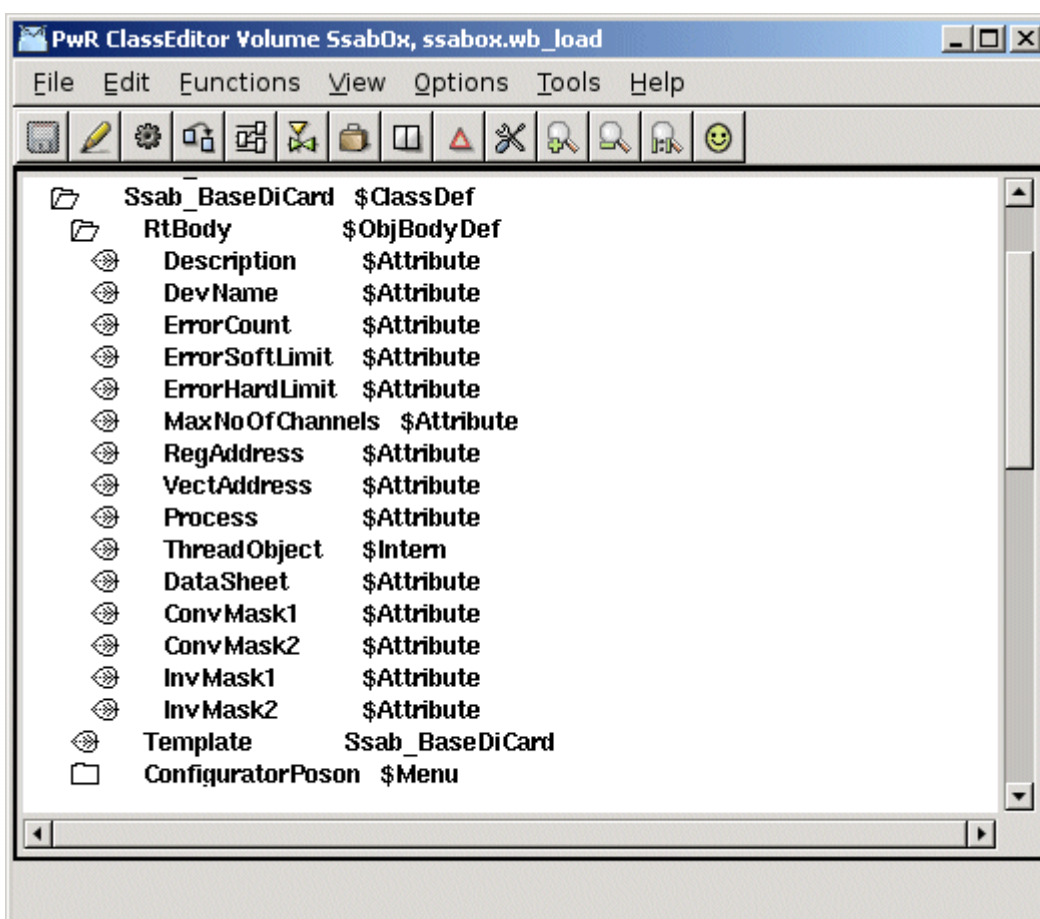 PwR ClassEditor Volume SsabOx, ssabox.wb_load
File Edit Functions View Options Tools Help
Ssab_BaseDiCard $ClassDef
RtBody $ObjBodyDef
Description $Attribute
DevName $Attribute
ErrorCount $Attribute
ErrorSoftLimit $Attribute
ErrorHardLimit $Attribute
MaxNoOfChannels $Attribute
RegAddress $Attribute
VectAddress $Attribute
Process $Attribute
ThreadObject $Intern
DataSheet $Attribute
ConvMask1 $Attribute
ConvMask2 $Attribute
InvMask1 $Attribute
InvMask2 $Attribute
Template Ssab_BaseDiCard
ConfiguratorPoson $Menu